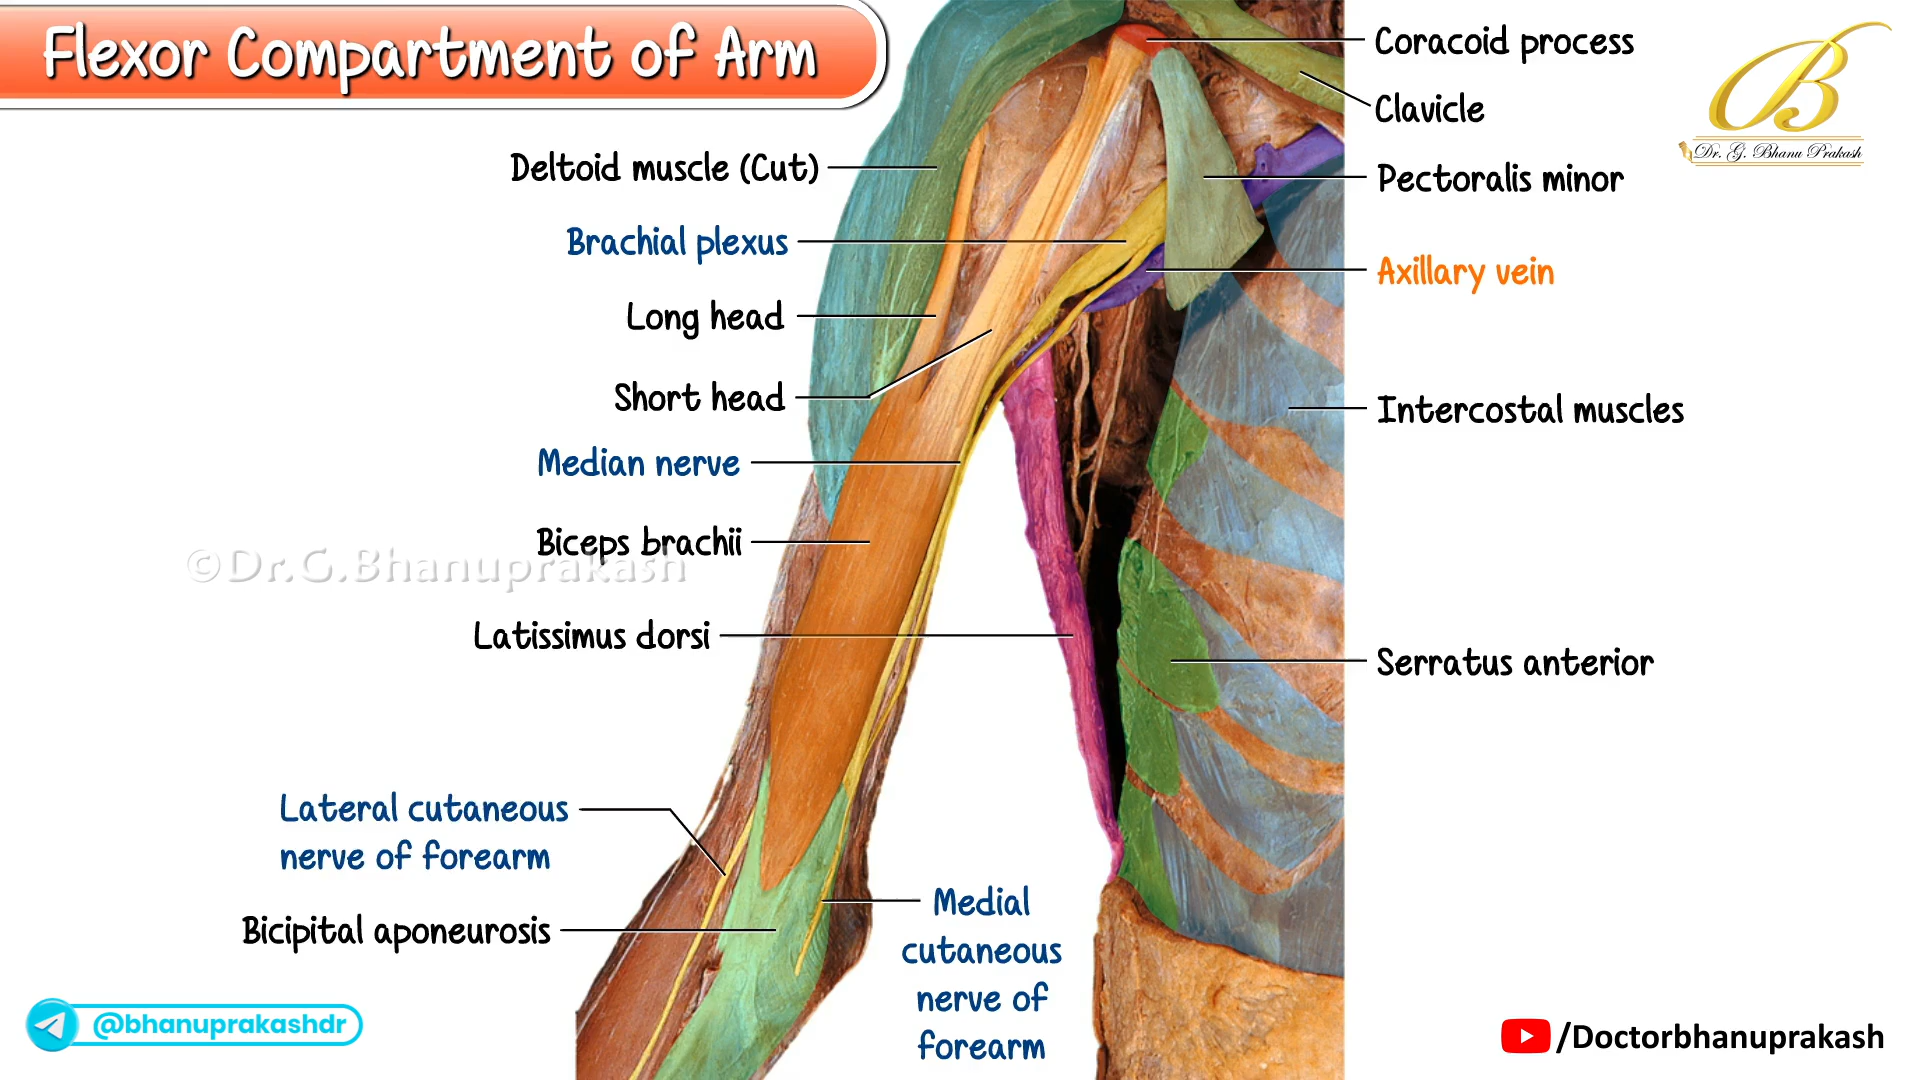 Flexor Compartment of Arm
Coracoid process
Clavicle
Dr. G. Bhanu Prakash
Deltoid muscle (Cut)
Pectoralis minor
Brachial plexus
Axillary vein
Long head
Short head
Intercostal muscles
Median nerve
Biceps brachii
©Dr.G.Bhanuprakash
Latissimus dorsi
Serratus anterior
Lateral cutaneous
nerve of forearm
Bicipital aponeurosis
Medial
cutaneous
nerve of
forearm
@bhanuprakashdr
/Doctorbhanuprakash